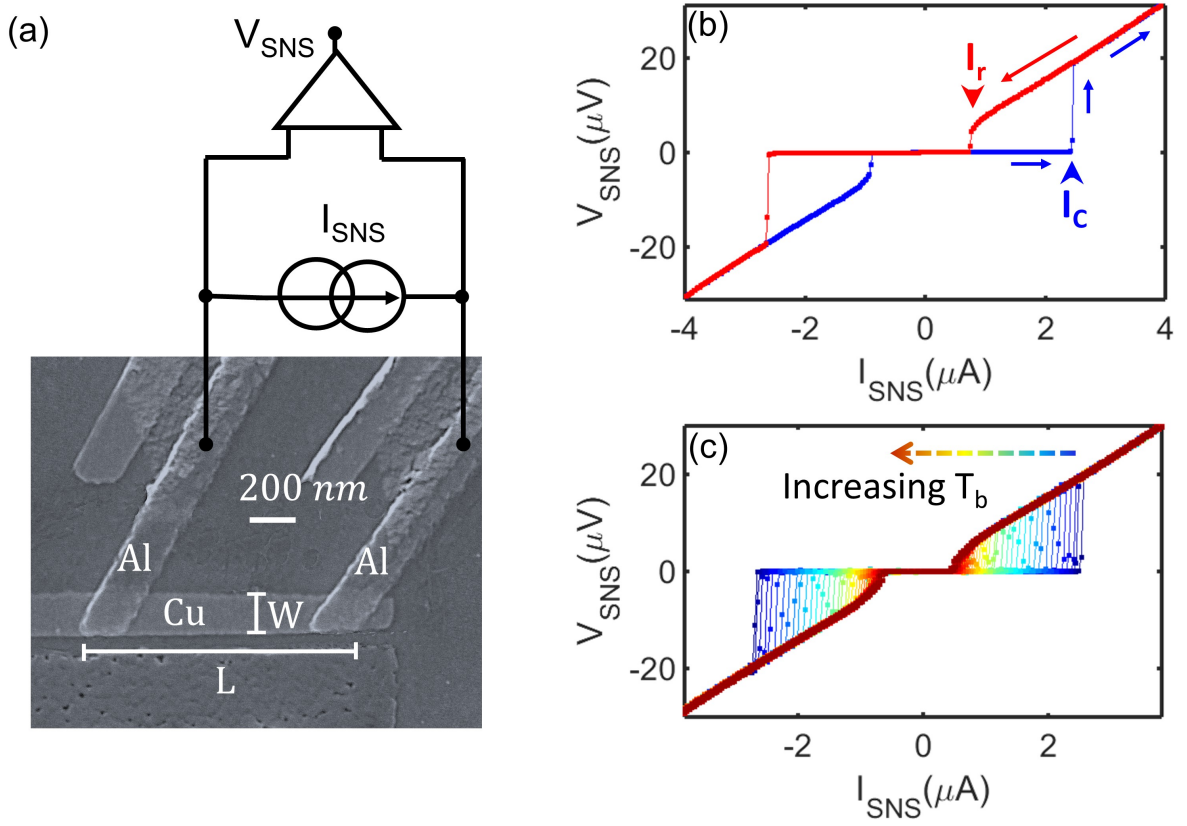 (a)
V_SNS
I_SNS
200 nm
Al
Al
Cu
W
L
(b)
20
0
-20
V_SNS(μV)
I_r
I_C
-4
-2
0
2
4
I_SNS(μA)
(c)
Increasing T_b
20
0
-20
V_SNS(μV)
-2
0
2
I_SNS(μA)